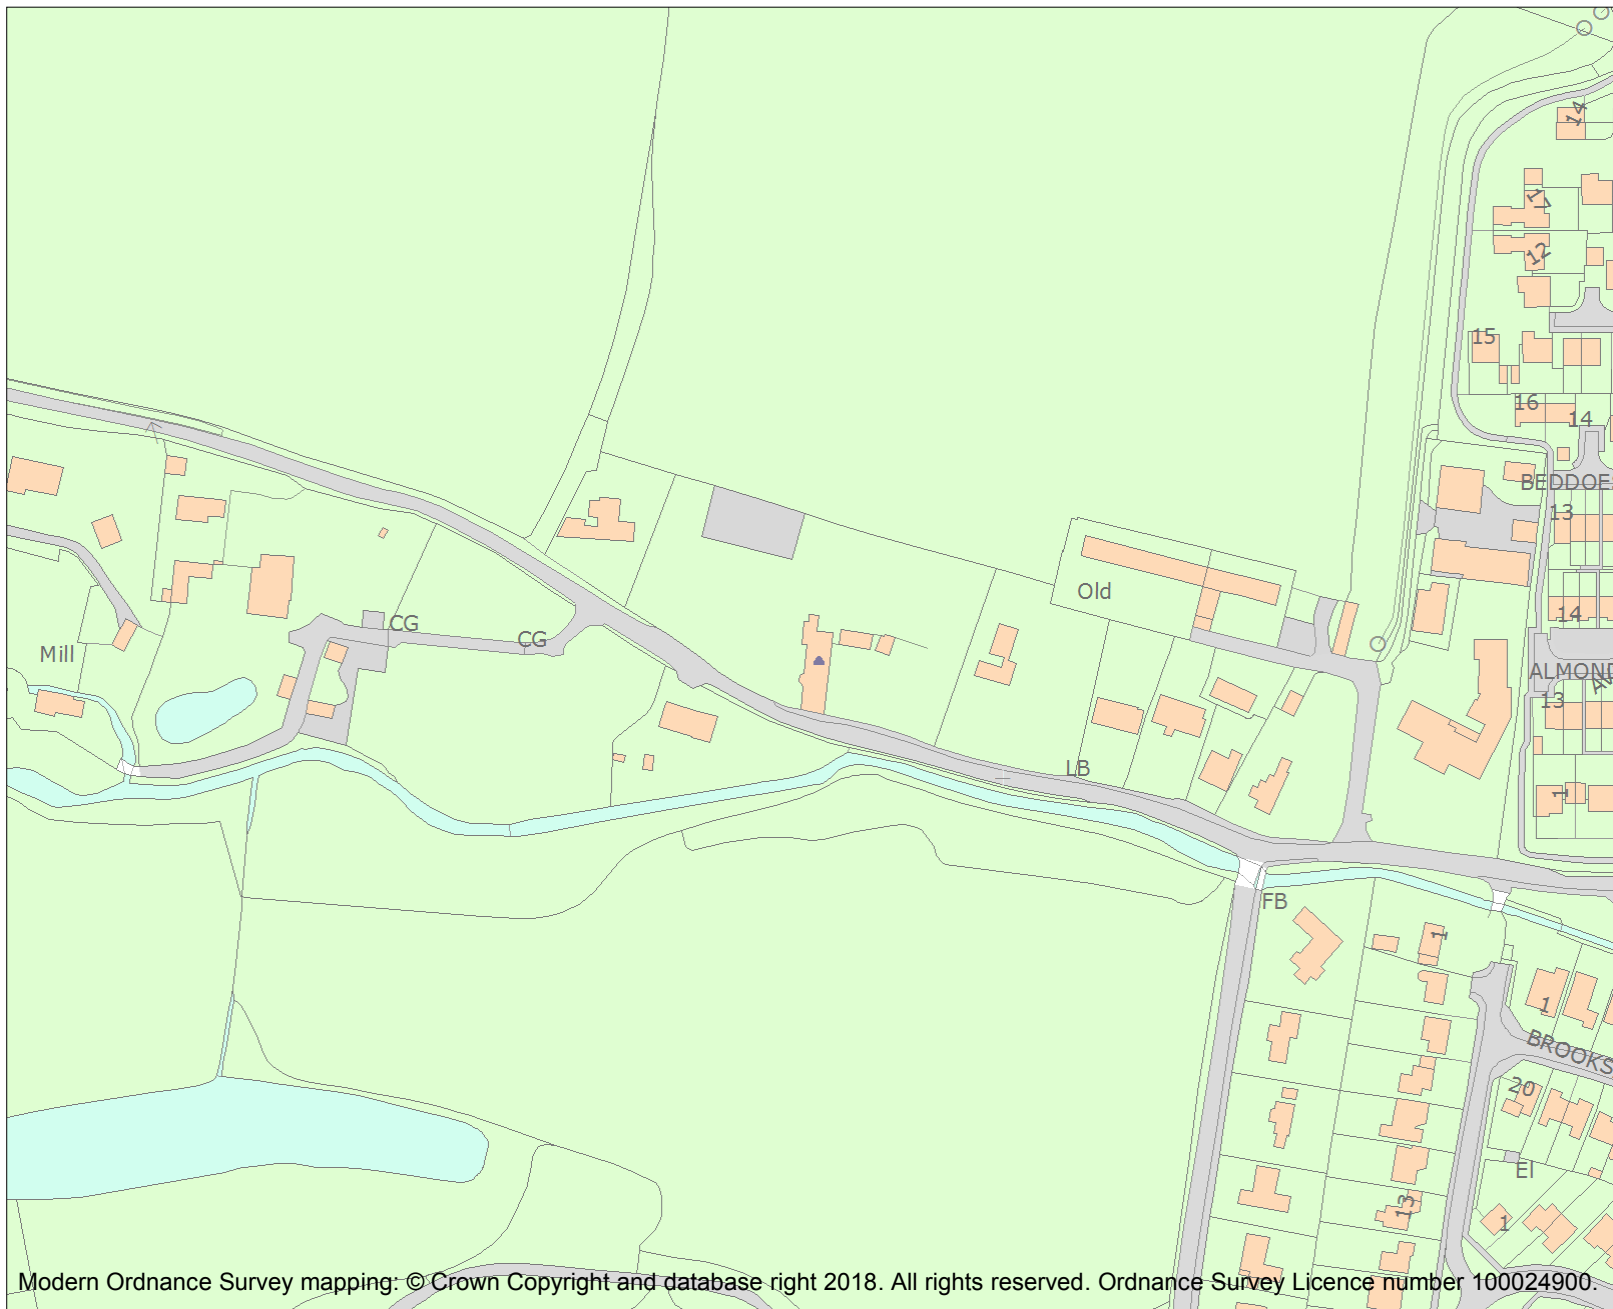 14
17
12
15
16
14
BEDDOE
13
CG
CG
Old
14
Mill
ALMOND
13
LB
1
FB
1
1
BROOKS
20
El
13
1
Modern Ordnance Survey mapping: © Crown Copyright and database right 2018. All rights reserved. Ordnance Survey Licence number 100024900.